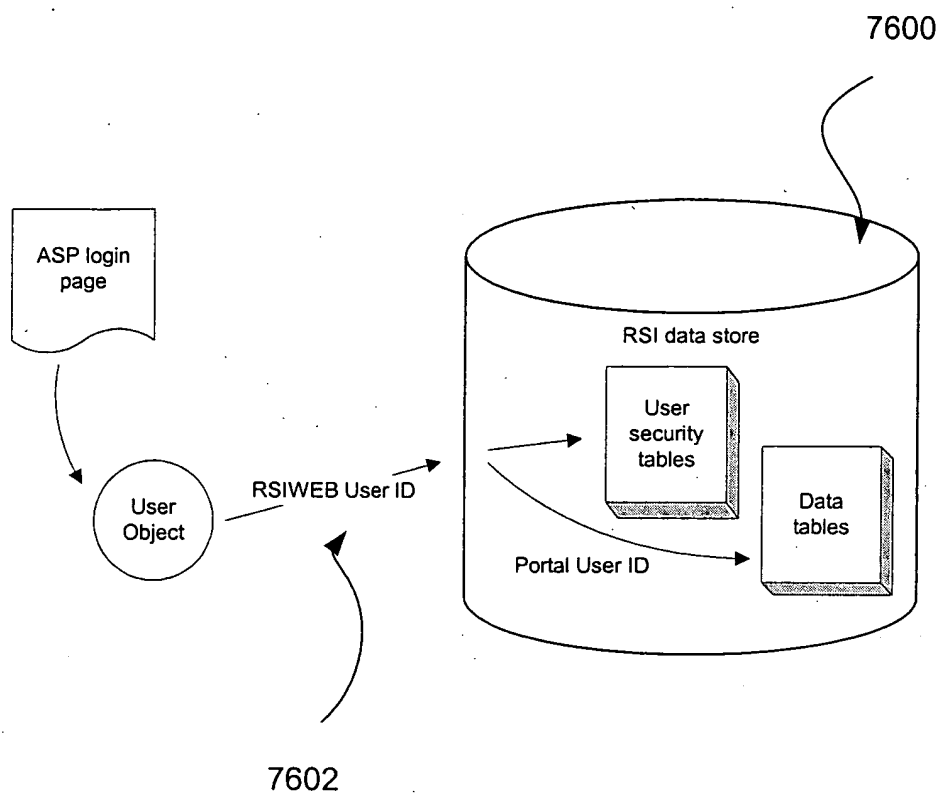 7600
ASP login
page
RSI data store
User
security
tables
RSIWEB User ID
User
Object
Data
tables
Portal User ID
7602